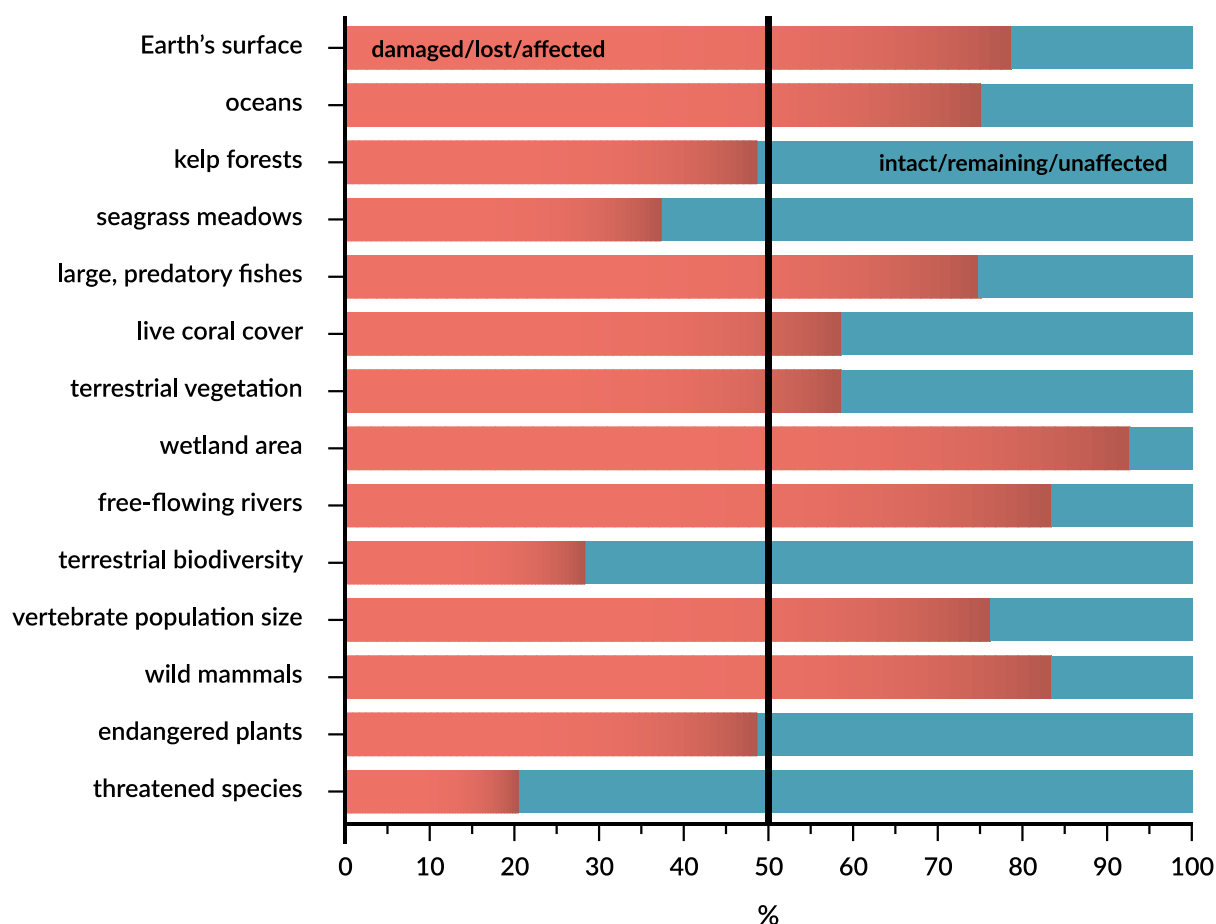 Earth's surface
damaged/lost/affected
oceans
kelp forests
intact/remaining/unaffected
seagrass meadows
large, predatory fishes
live coral cover
terrestrial vegetation
wetland area
free-flowing rivers
terrestrial biodiversity
vertebrate population size
wild mammals
endangered plants
threatened species
0 10 20 30 40 50 60 70 80 90 100
%